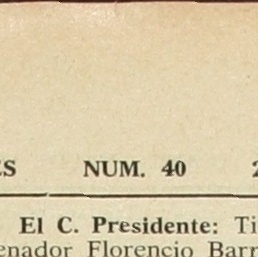 ES NUM. 40 2
El C. Presidente: Ti
enador Florencio Barr